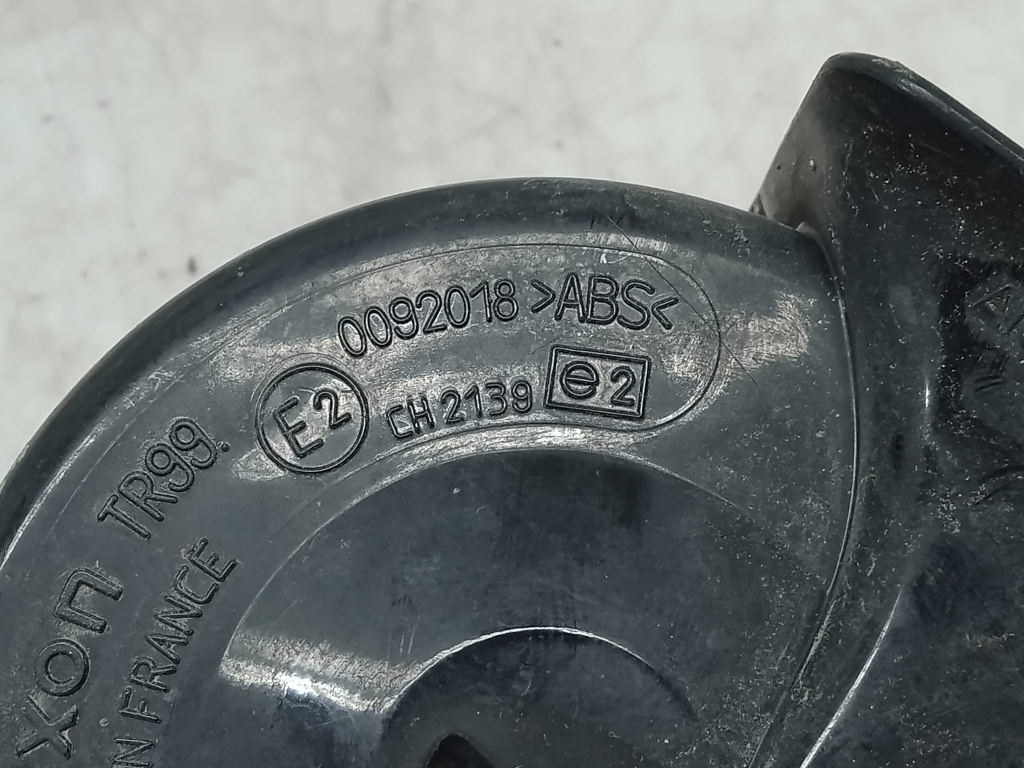 0092018 >ABS<
E2 CH 2139 e2
xon TR99.
N FRANCE